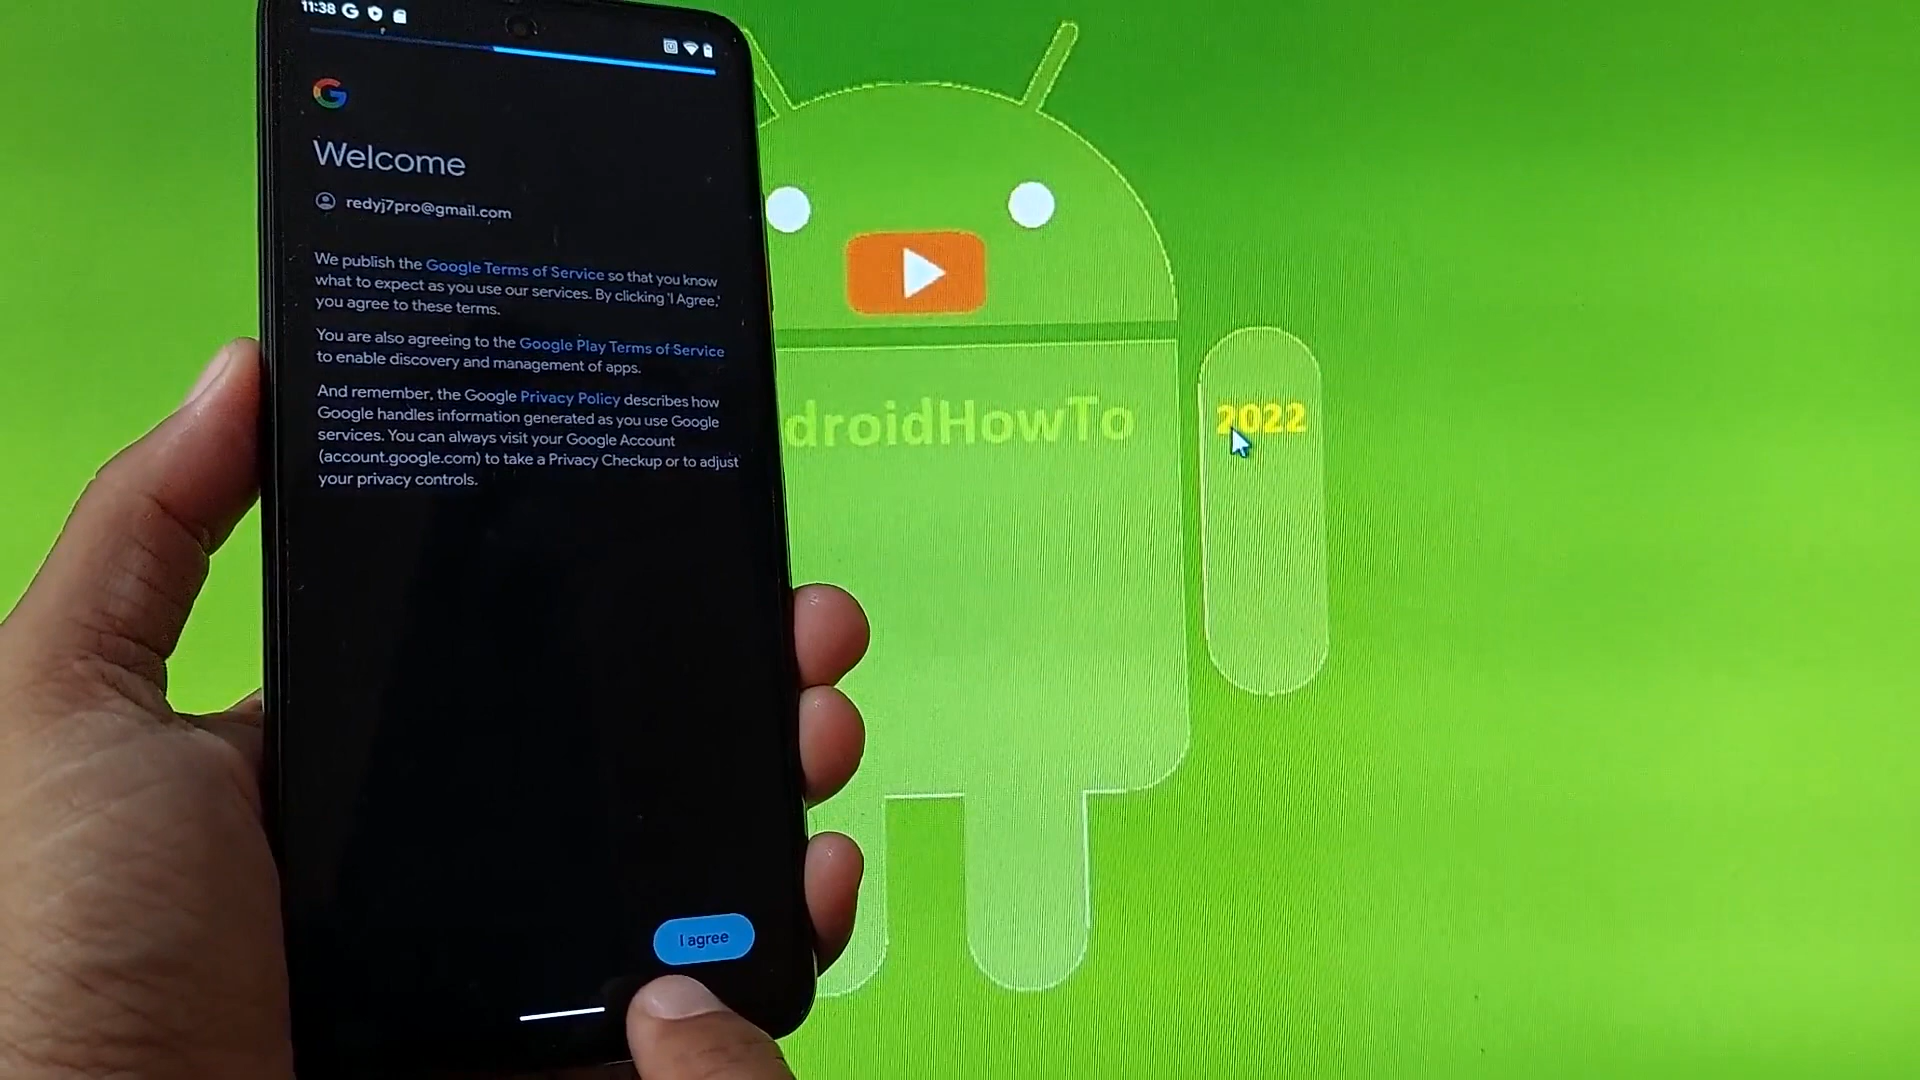 11:38
Welcome
redyj7pro@gmail.com
We publish the Google Terms of Service so that you know
what to expect as you use our services. By clicking 'I Agree,'
you agree to these terms.
You are also agreeing to the Google Play Terms of Service
to enable discovery and management of apps.
And remember, the Google Privacy Policy describes how
Google handles information generated as you use Google
services. You can always visit your Google Account
(account.google.com) to take a Privacy Checkup or to adjust
your privacy controls.
I agree
droidHowTo
2022